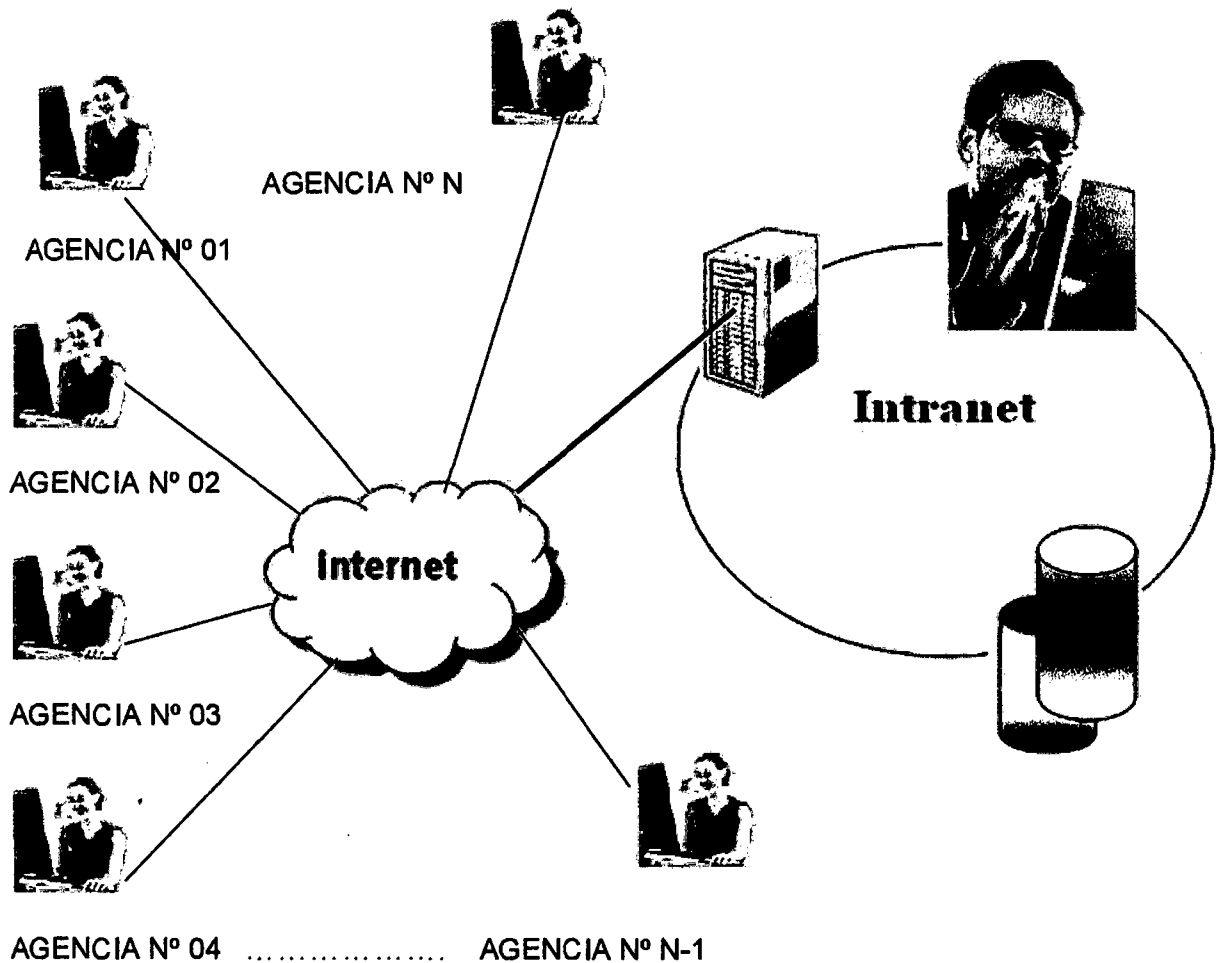 AGENCIA Nº N
AGENCIA Nº 01
Intranet
AGENCIA Nº 02
internet
AGENCIA Nº 03
AGENCIA Nº 04 .................. AGENCIA Nº N-1